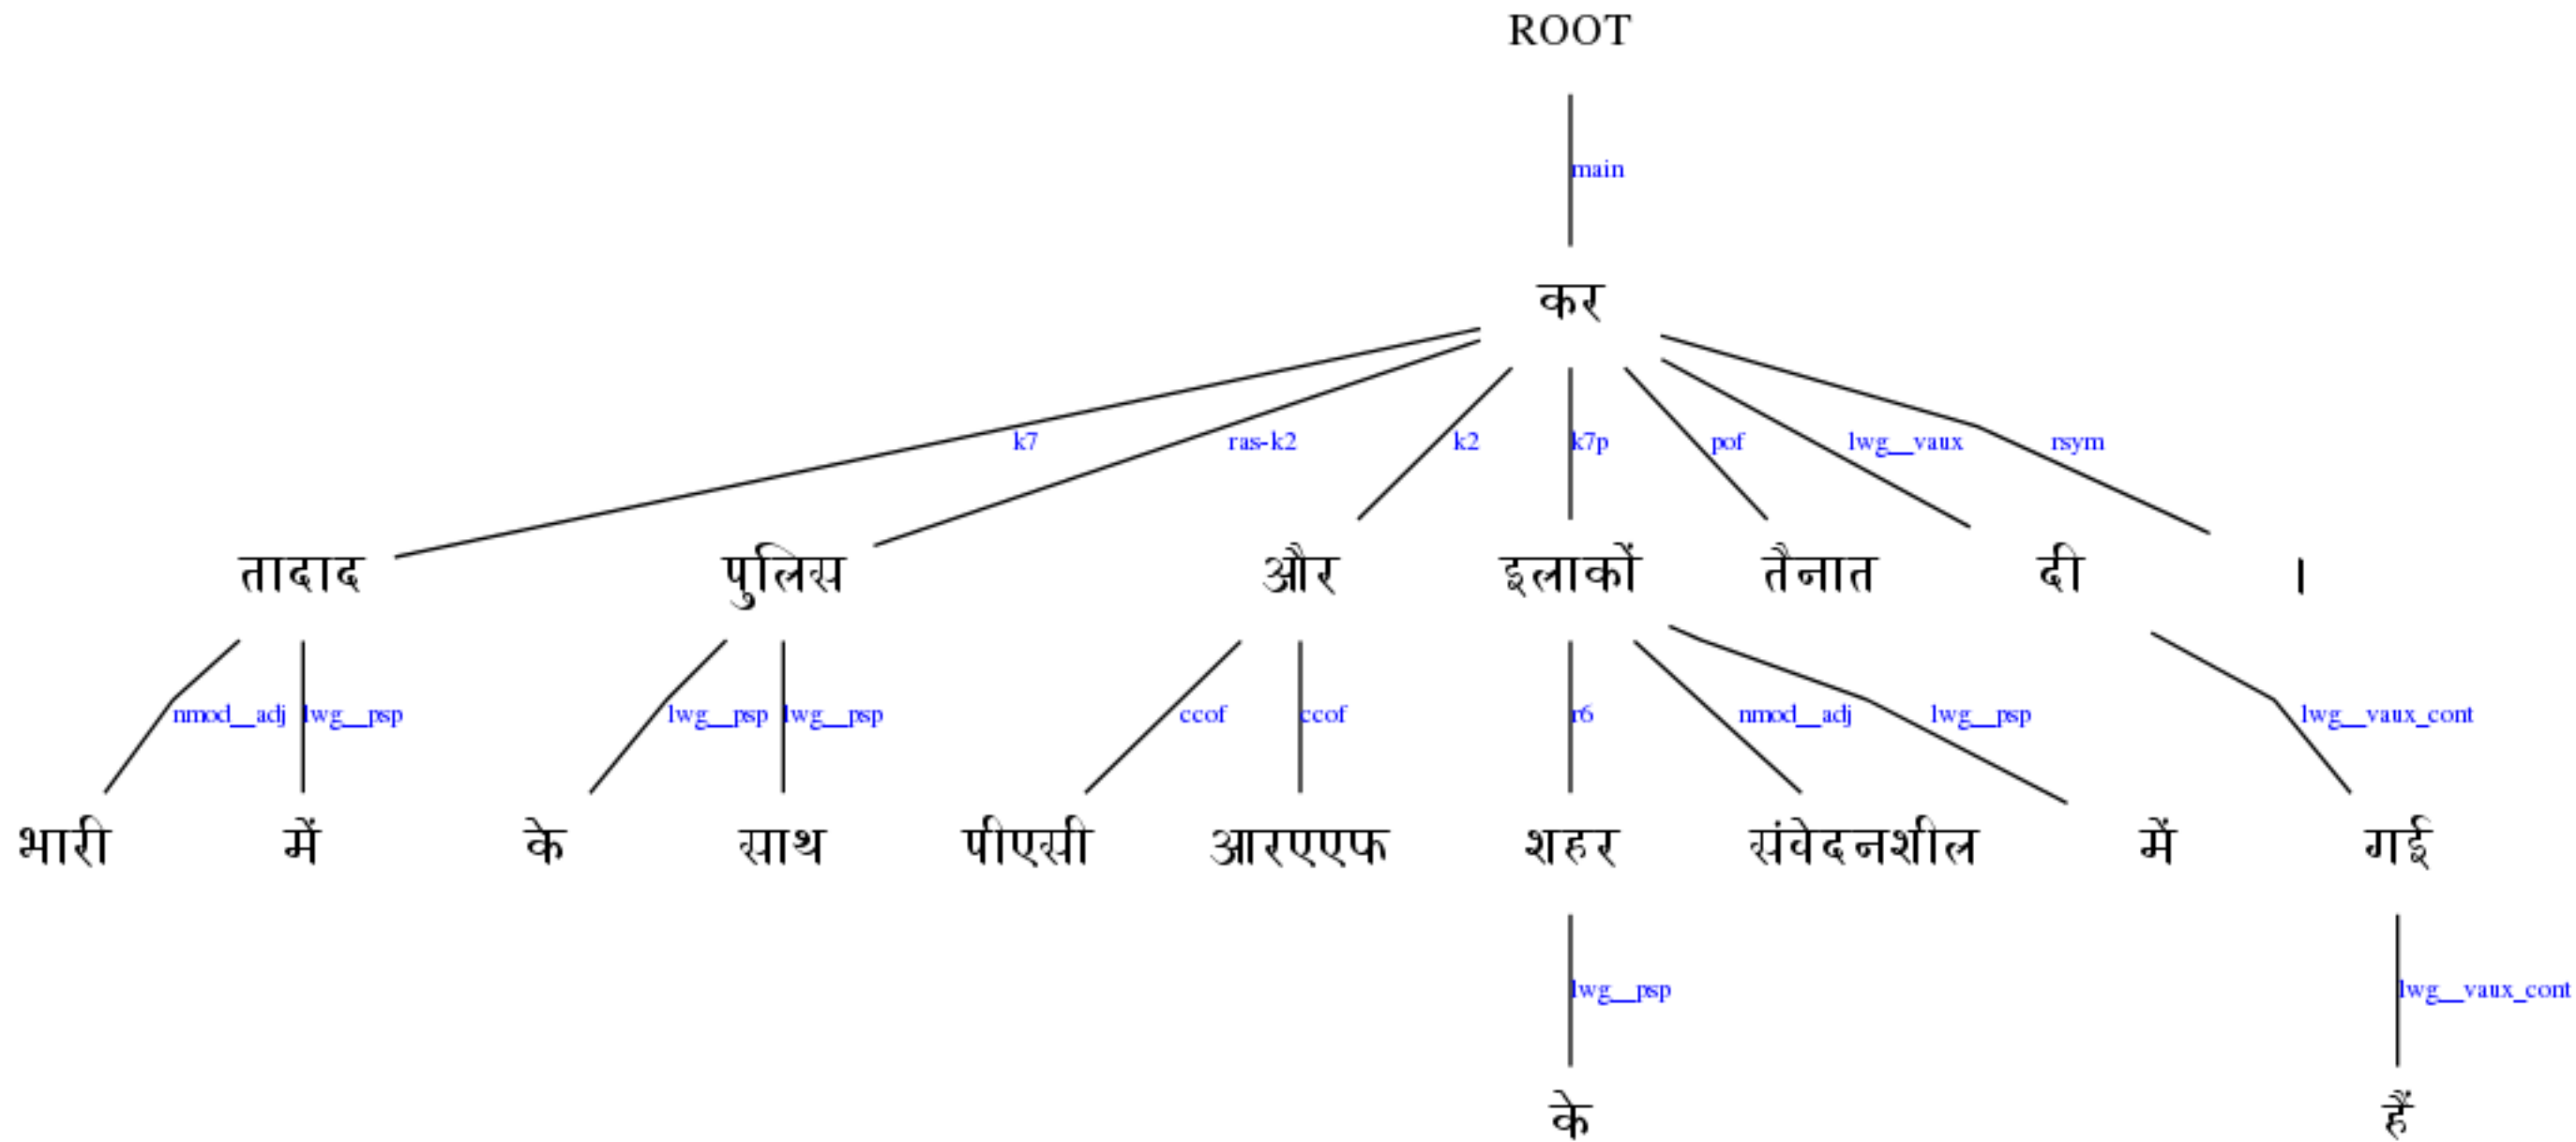 ROOT
main
कर
k7 ras-k2 k2 k7p pof lwg__vaux rsym
तादाद पुलिस और इलाकों तैनात दी ।
nmod__adj lwg__psp lwg__psp lwg__psp ccof ccof r6 nmod__adj lwg__psp lwg__vaux_cont
भारी में के साथ पीएसी आरएएफ शहर संवेदनशील में गई
lwg__psp lwg__vaux_cont
के हैं